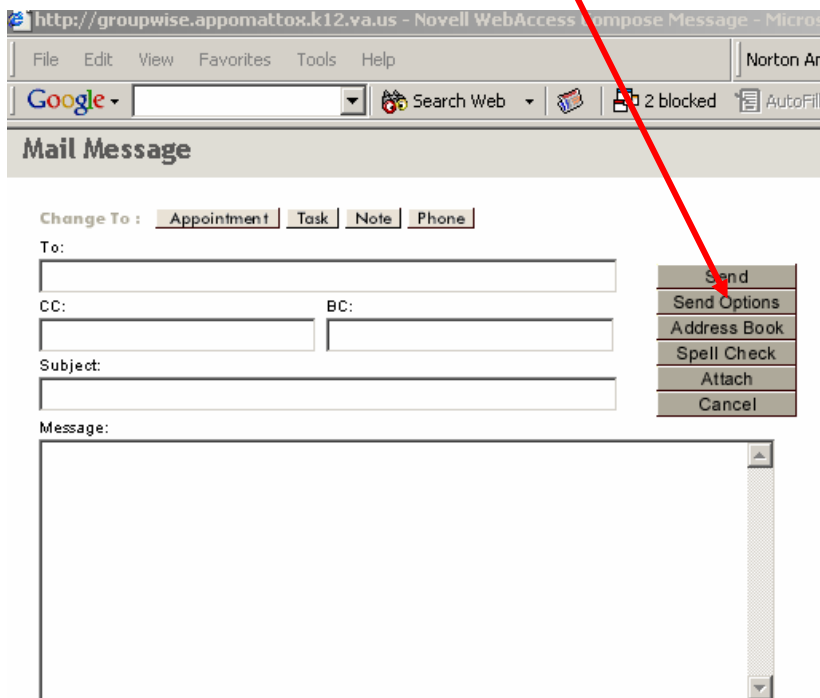 http://groupwise.appomattox.k12.va.us - Novell WebAccess Compose Message - Micros
File Edit View Favorites Tools Help Norton An
Google Search Web 2 blocked AutoFill
Mail Message
Change To : Appointment Task Note Phone
To:
Send
CC: BC: Send Options
Address Book
Spell Check
Subject:
Attach
Cancel
Message: